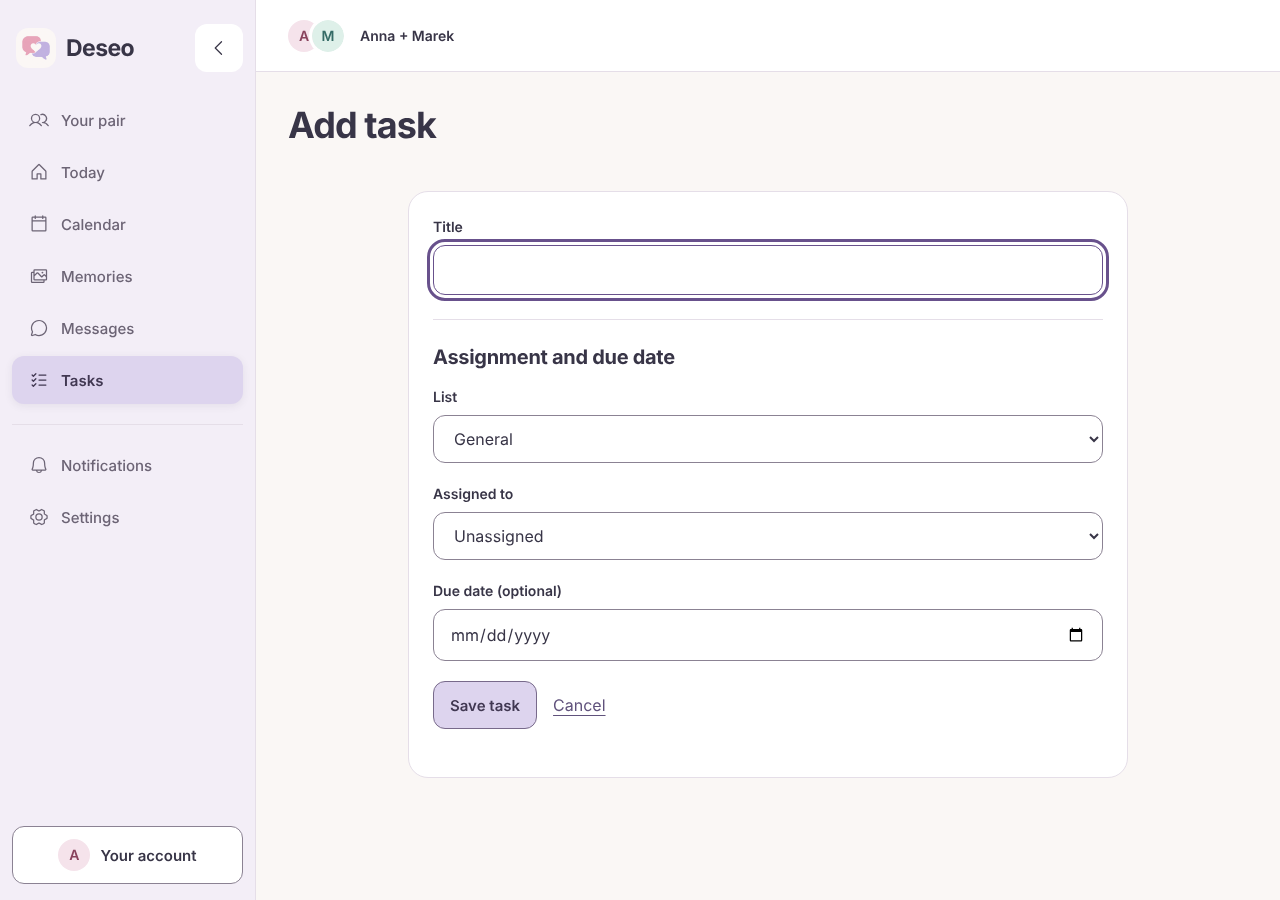 Deseo
Your pair
Today
Calendar
Memories
Messages
Tasks
Notifications
Settings
A Your account
A M Anna + Marek
Add task
Title
Assignment and due date
List
General
Assigned to
Unassigned
Due date (optional)
mm/dd/yyyy
Save task Cancel